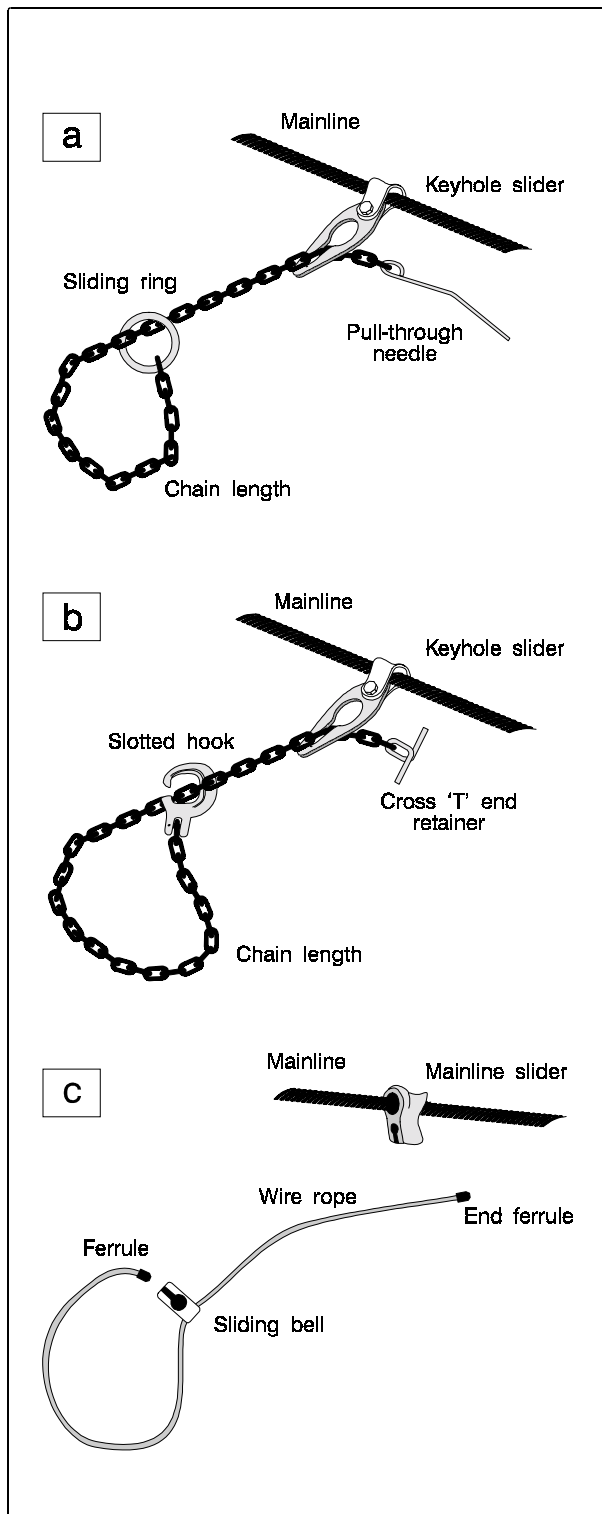 a
Mainline
Keyhole slider
Sliding ring
Pull-through
needle
Chain length
b
Mainline
Keyhole slider
Slotted hook
Cross 'T' end
retainer
Chain length
c
Mainline
Mainline slider
Wire rope
End ferrule
Ferrule
Sliding bell